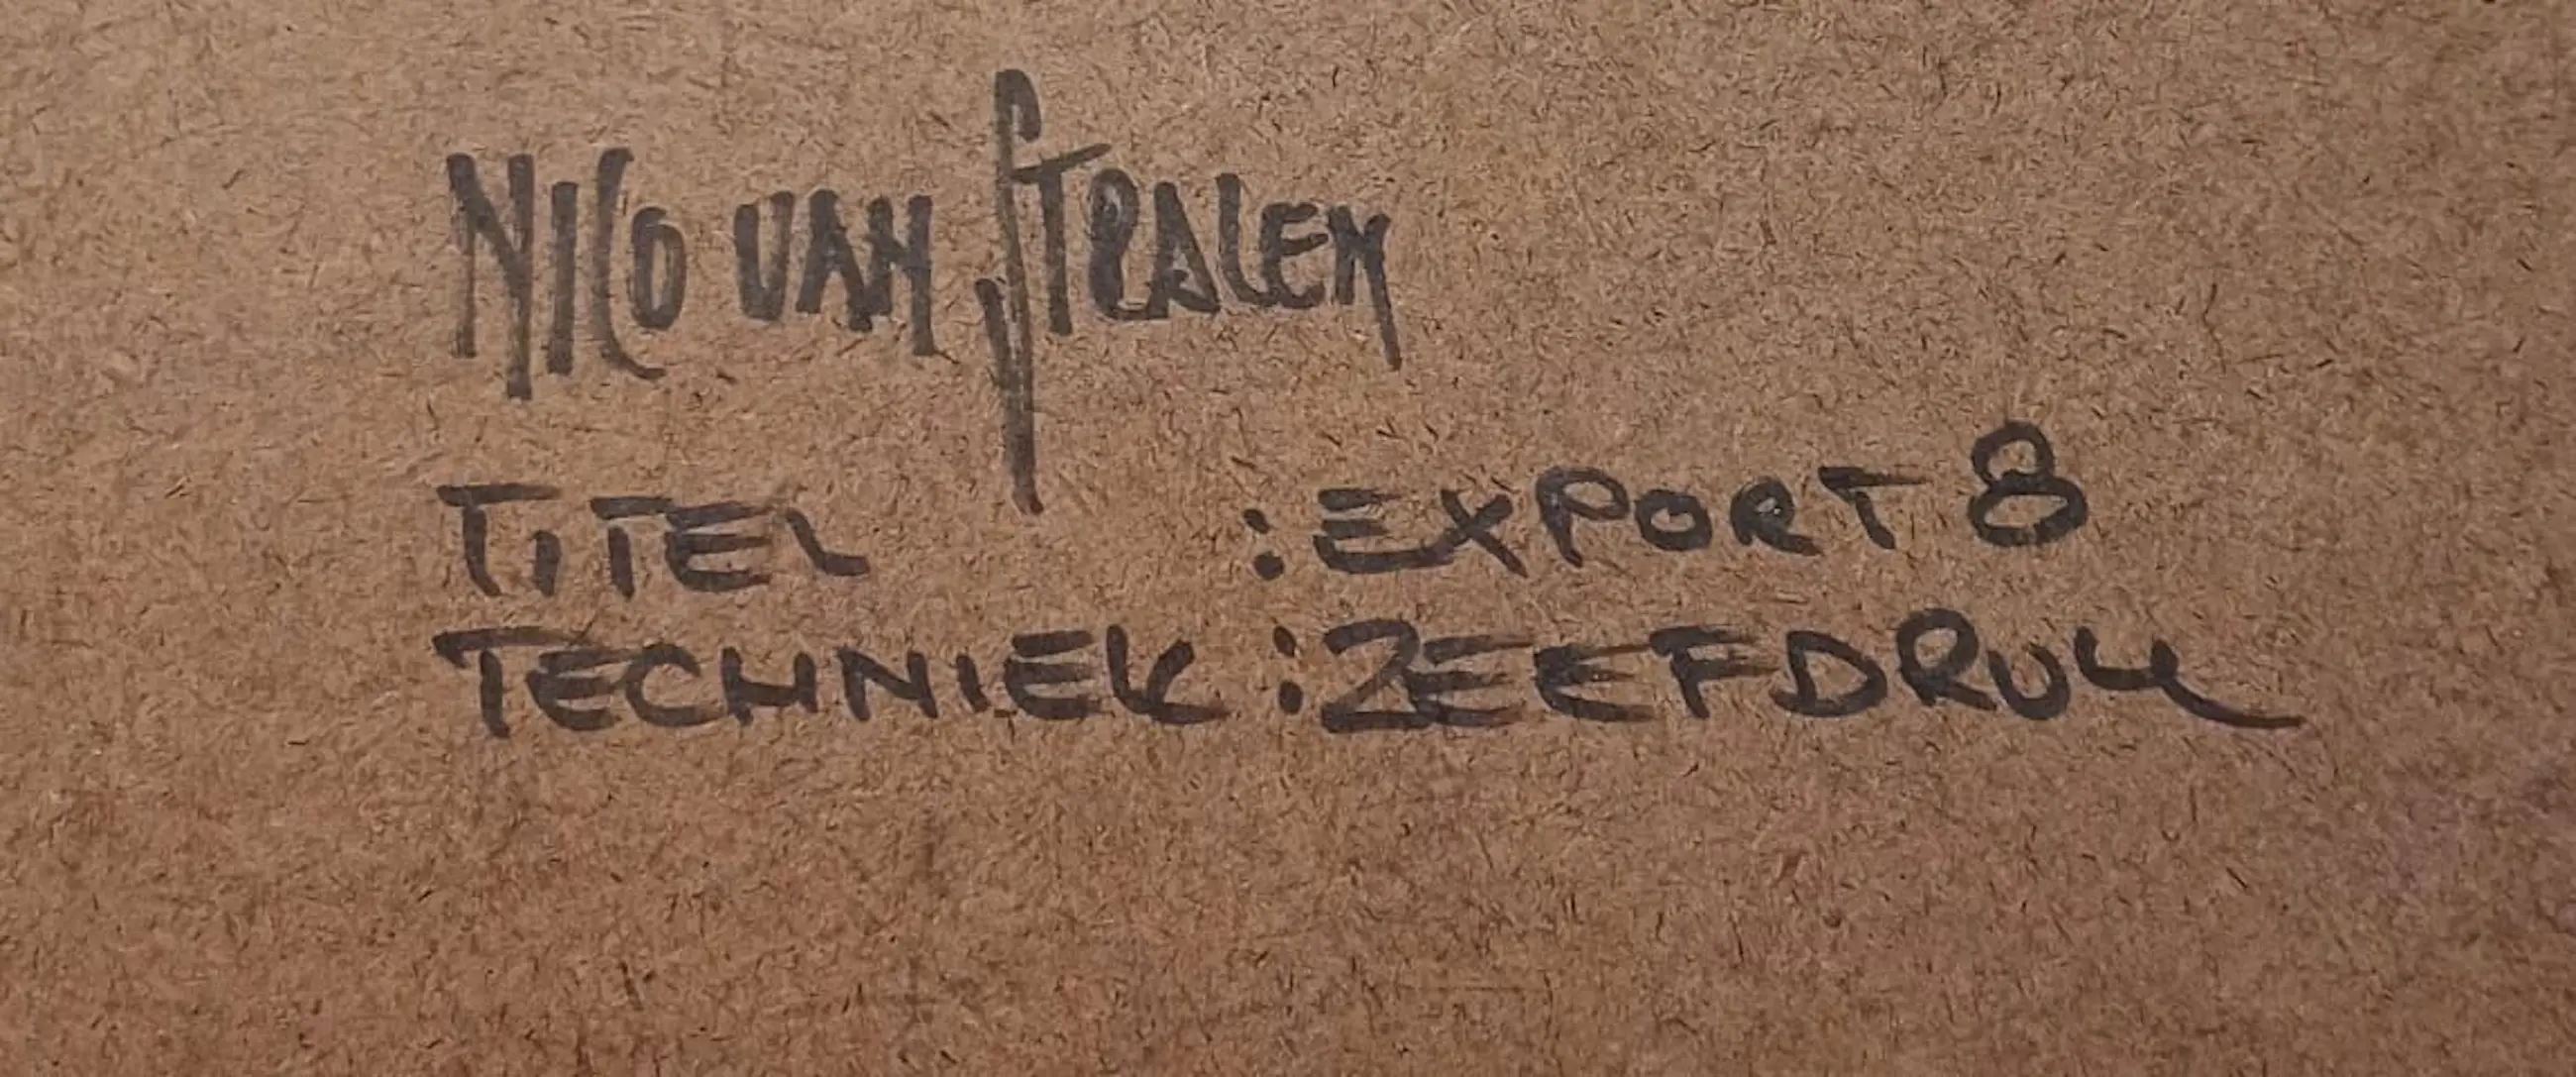 NICO VAN STRALEN
TITEL : EXPORT 8
TECHNIEK : ZEEFDRUK